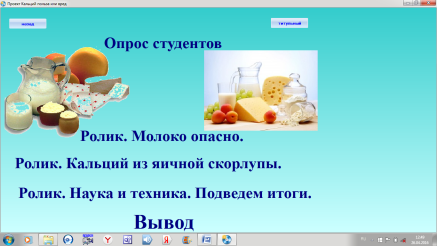 Проект Кальций польза или вред
назад
титульный
Опрос студентов
Ролик. Молоко опасно.
Ролик. Кальций из яичной скорлупы.
Ролик. Наука и техника. Подведем итоги.
Вывод